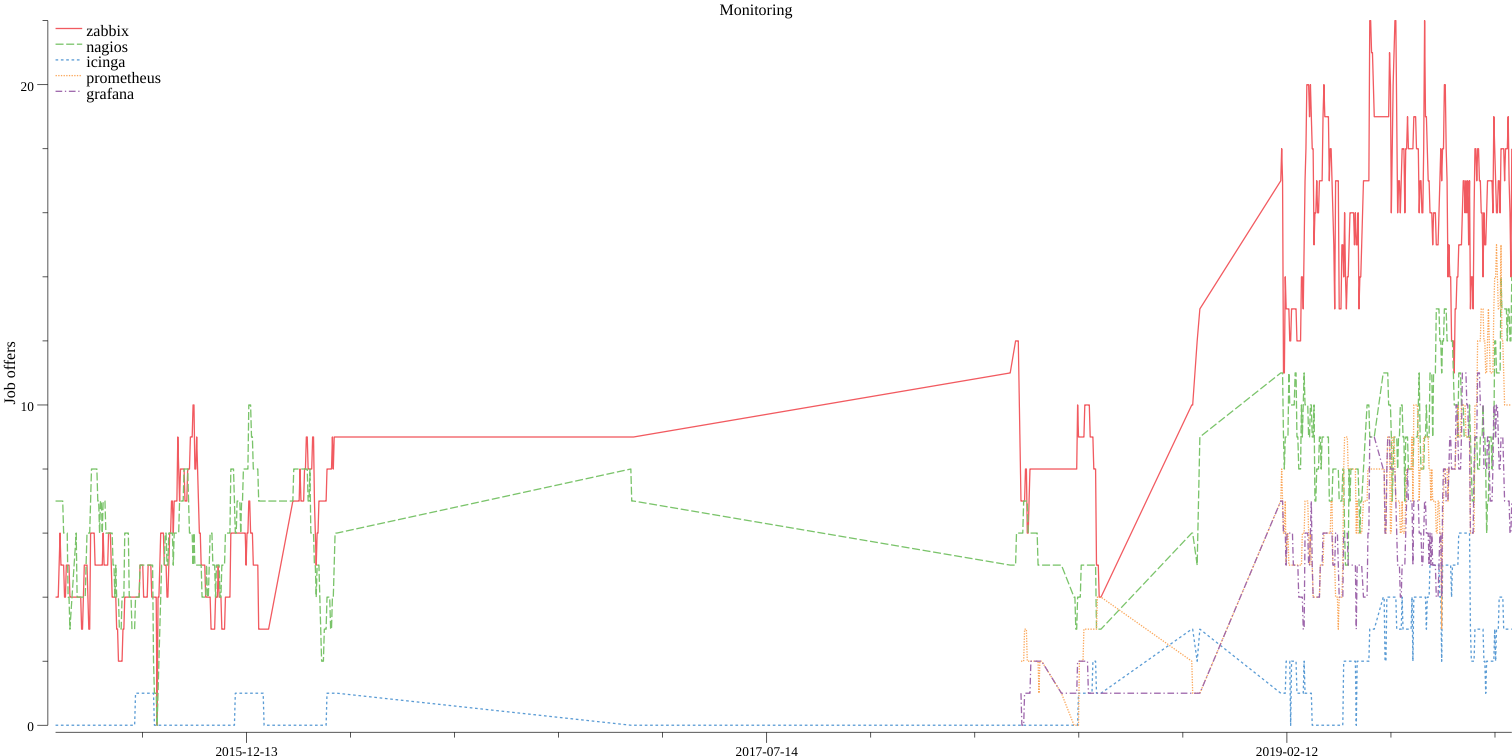 Monitoring
zabbix
nagios
icinga
prometheus
grafana
20
10
0
Job offers
2015-12-13
2017-07-14
2019-02-12